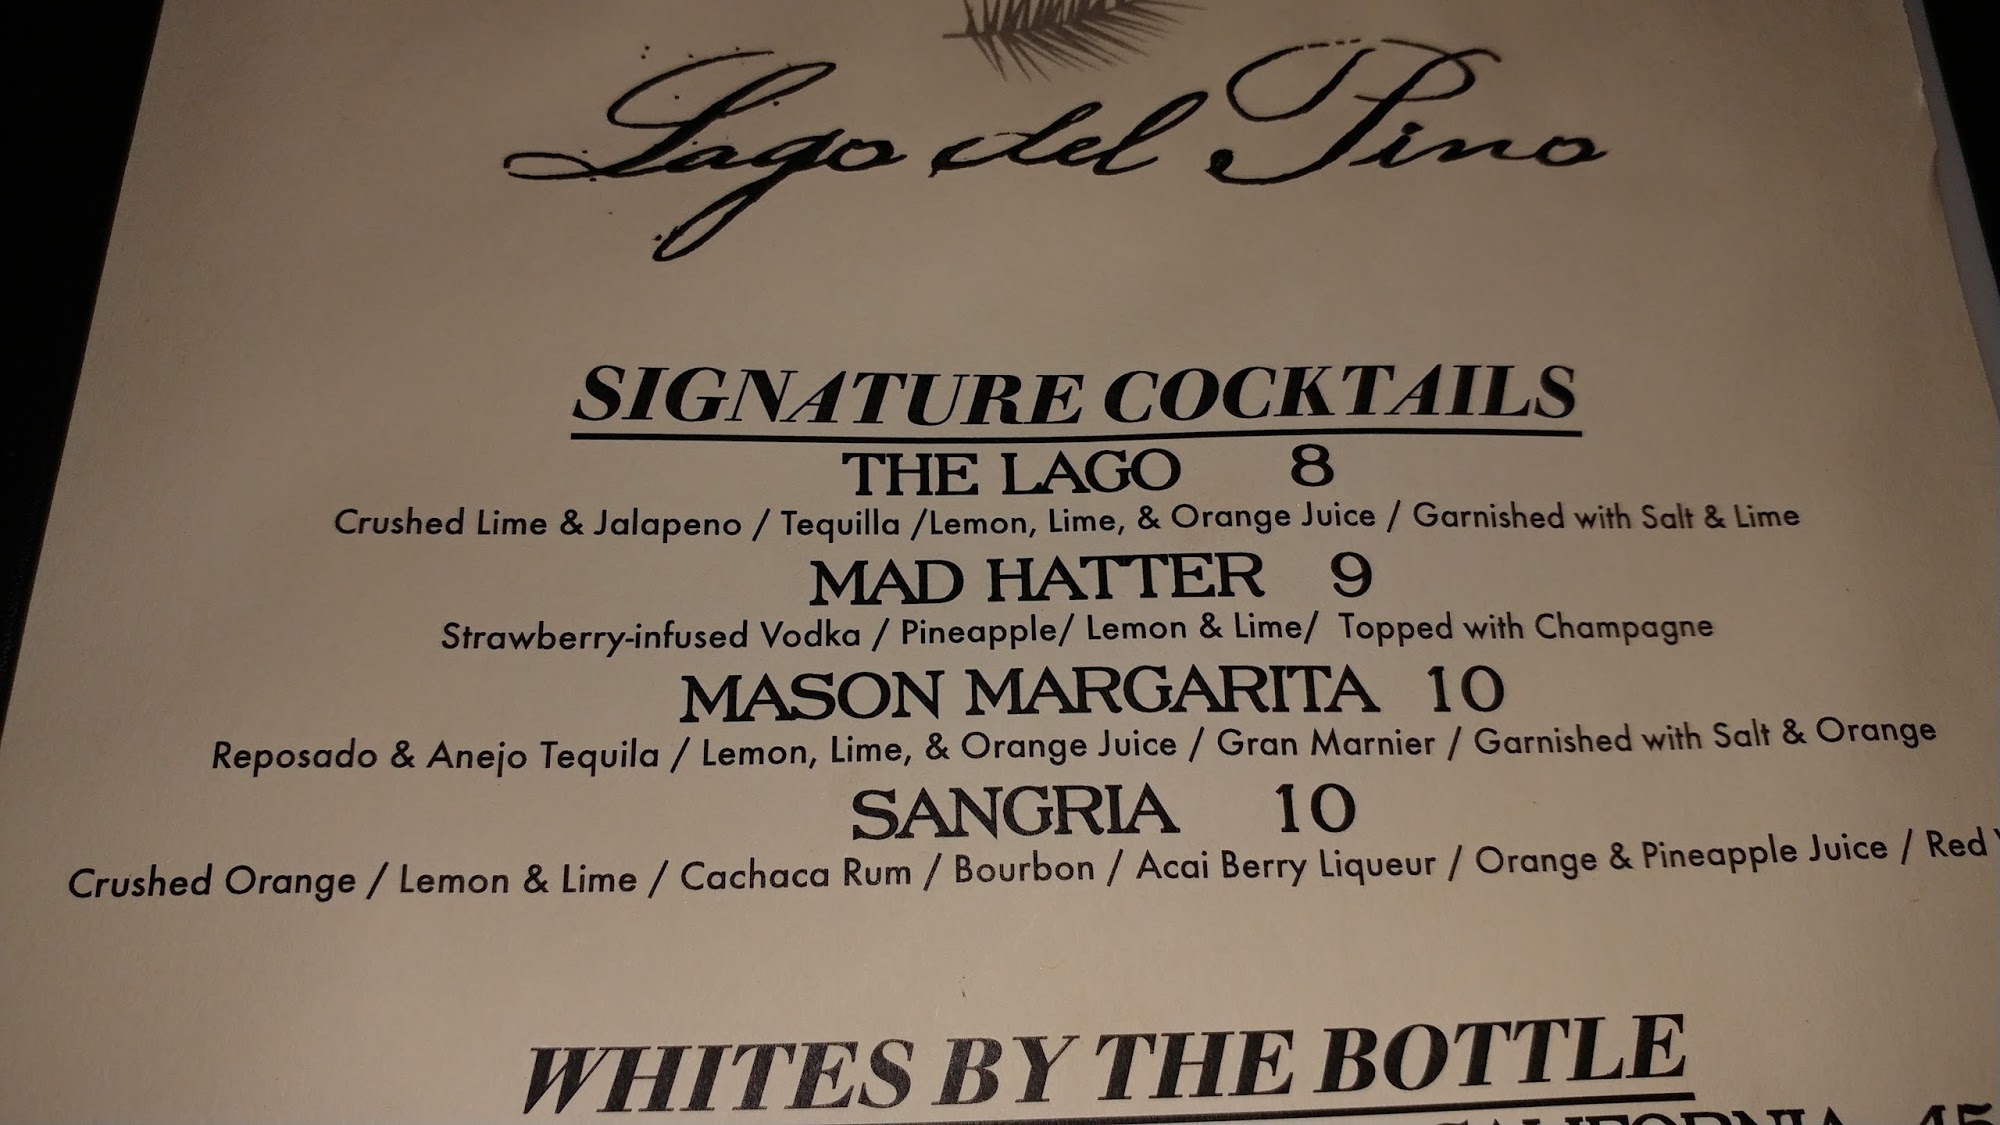 Lago del Pino
SIGNATURE COCKTAILS
THE LAGO 8
Crushed Lime & Jalapeno / Tequilla /Lemon, Lime, & Orange Juice / Garnished with Salt & Lime
MAD HATTER 9
Strawberry-infused Vodka / Pineapple/ Lemon & Lime/ Topped with Champagne
MASON MARGARITA 10
Reposado & Anejo Tequila / Lemon, Lime, & Orange Juice / Gran Marnier / Garnished with Salt & Orange
SANGRIA 10
Crushed Orange / Lemon & Lime / Cachaca Rum / Bourbon / Acai Berry Liqueur / Orange & Pineapple Juice / Red
WHITES BY THE BOTTLE
CALIFORNIA 45